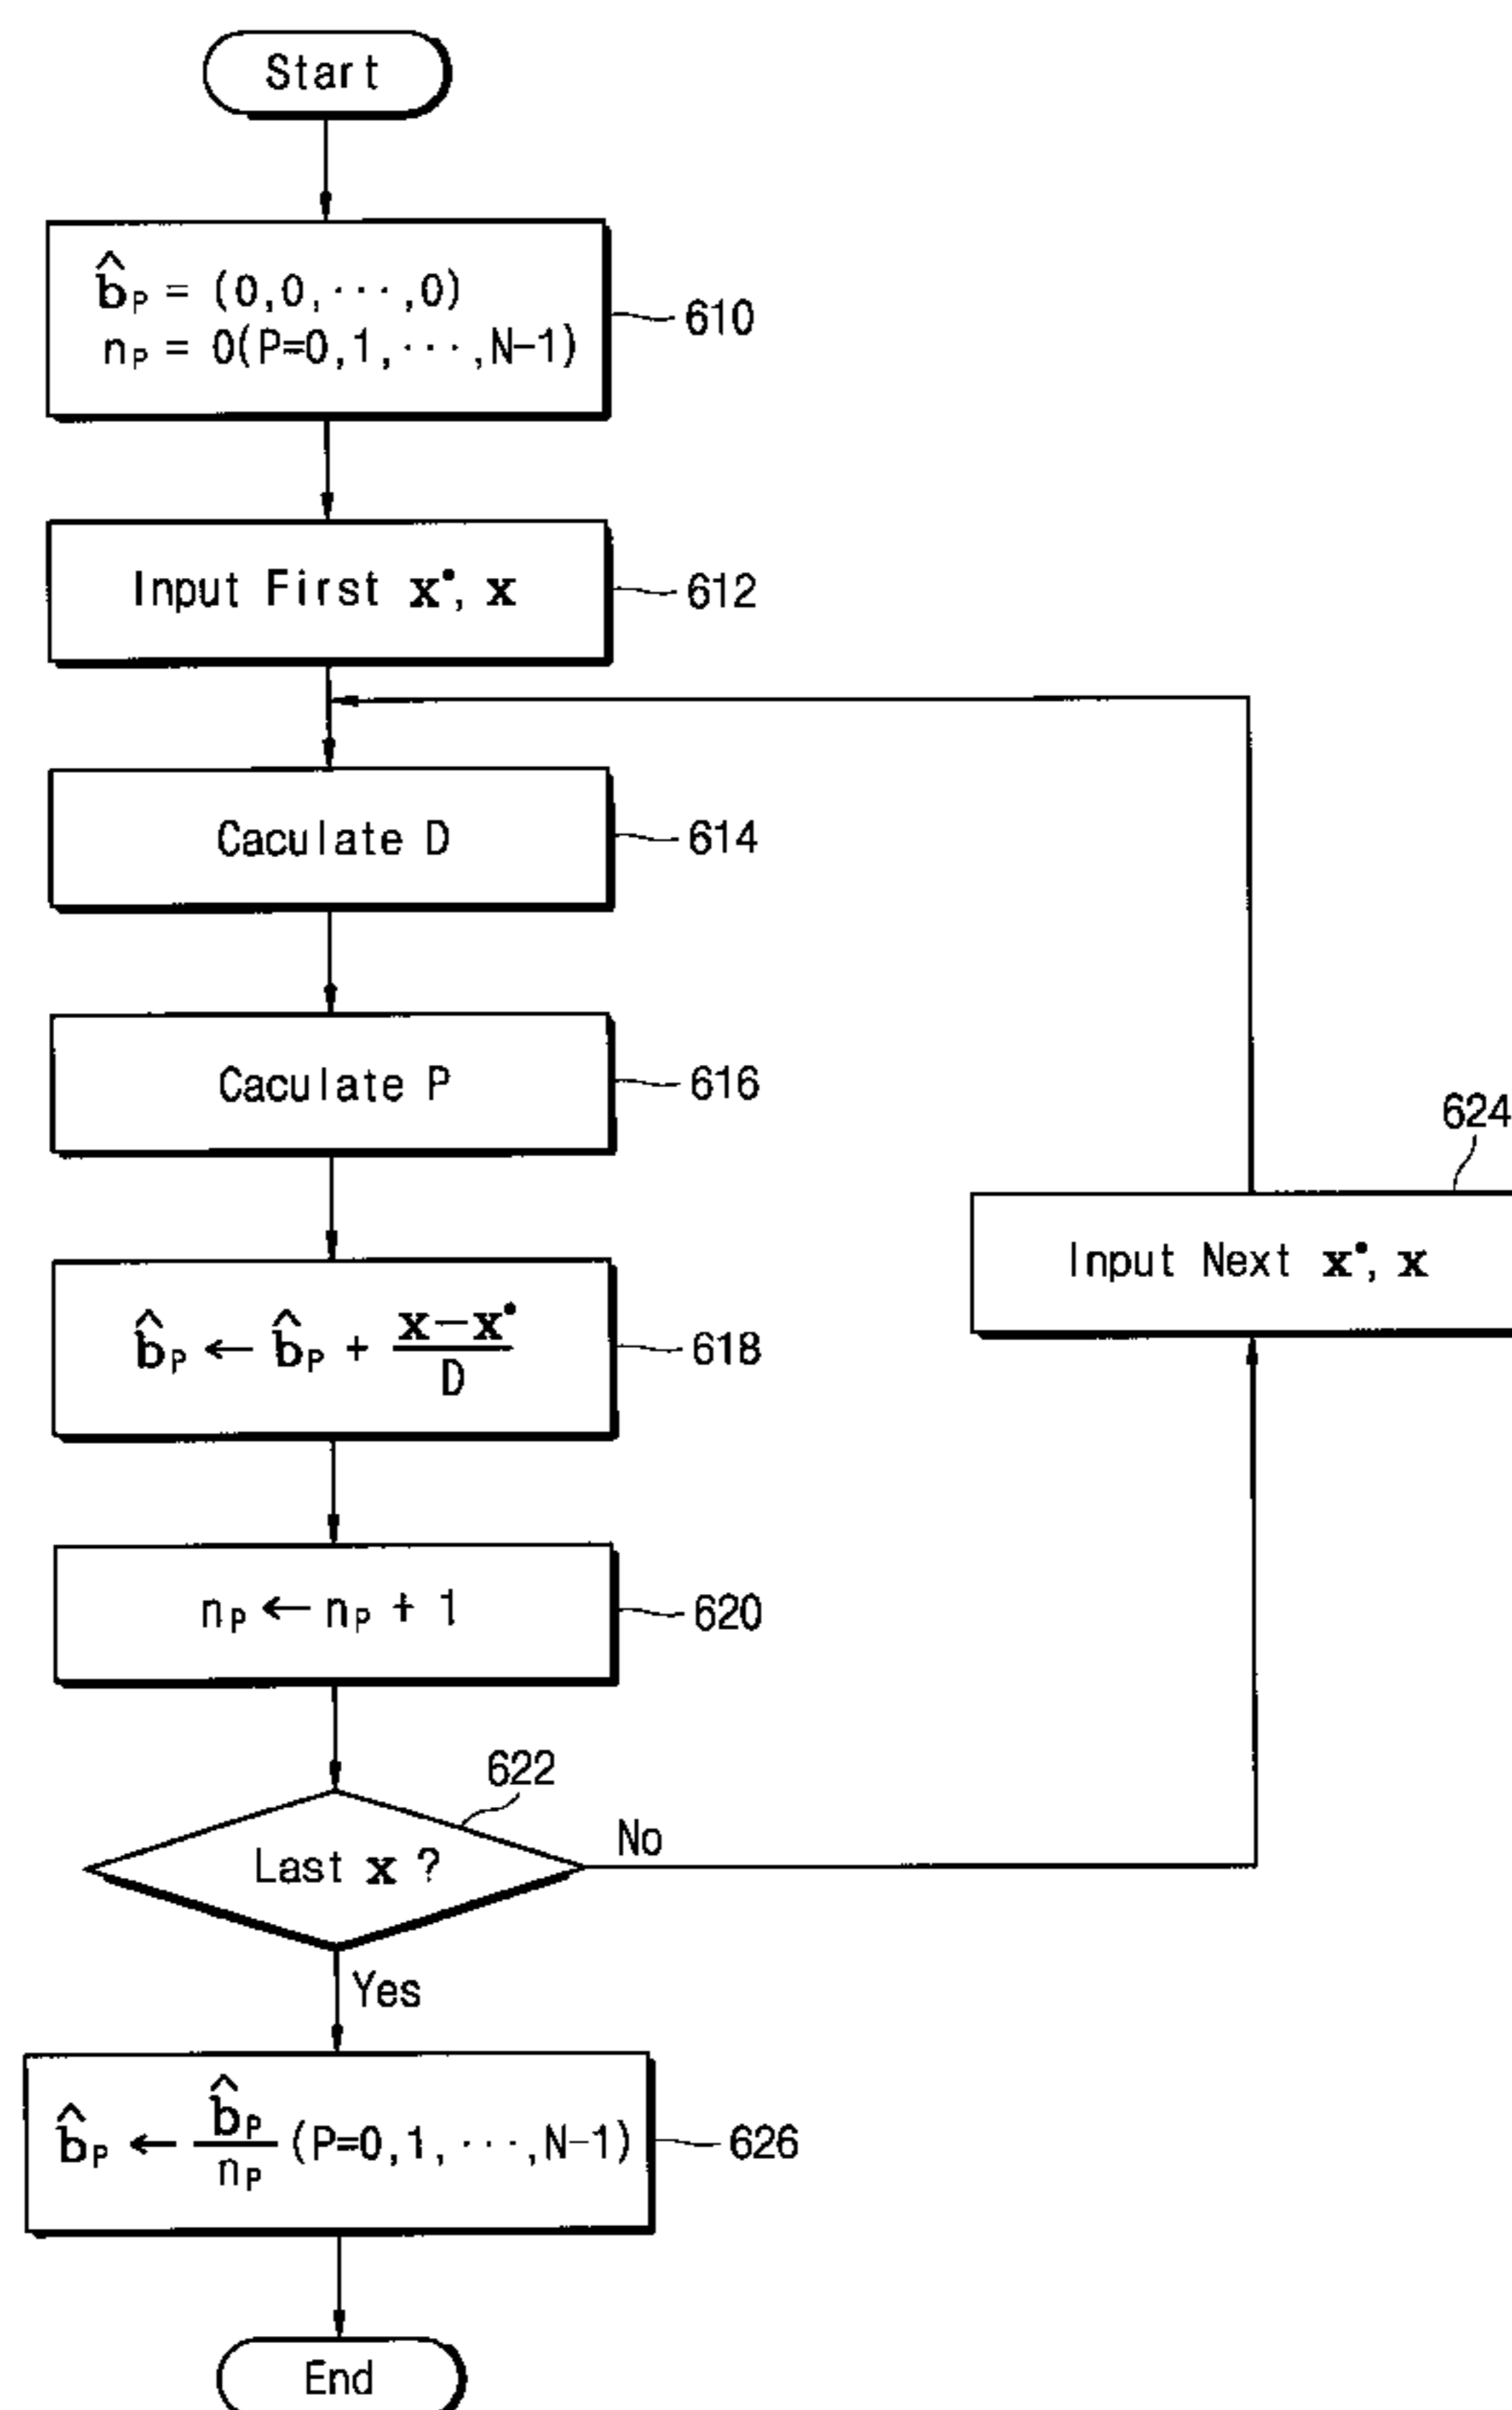 Start
b̂P = (0,0,···,0)
nP = 0(P=0,1,···,N-1)
610
Input First x•, x
612
Caculate D
614
Caculate P
616
624
Input Next x•, x
b̂P ← b̂P + x-x• / D
618
nP ← nP + 1
620
622
Last x ?
No
Yes
b̂P ← b̂P / nP (P=0,1,···,N-1)
626
End